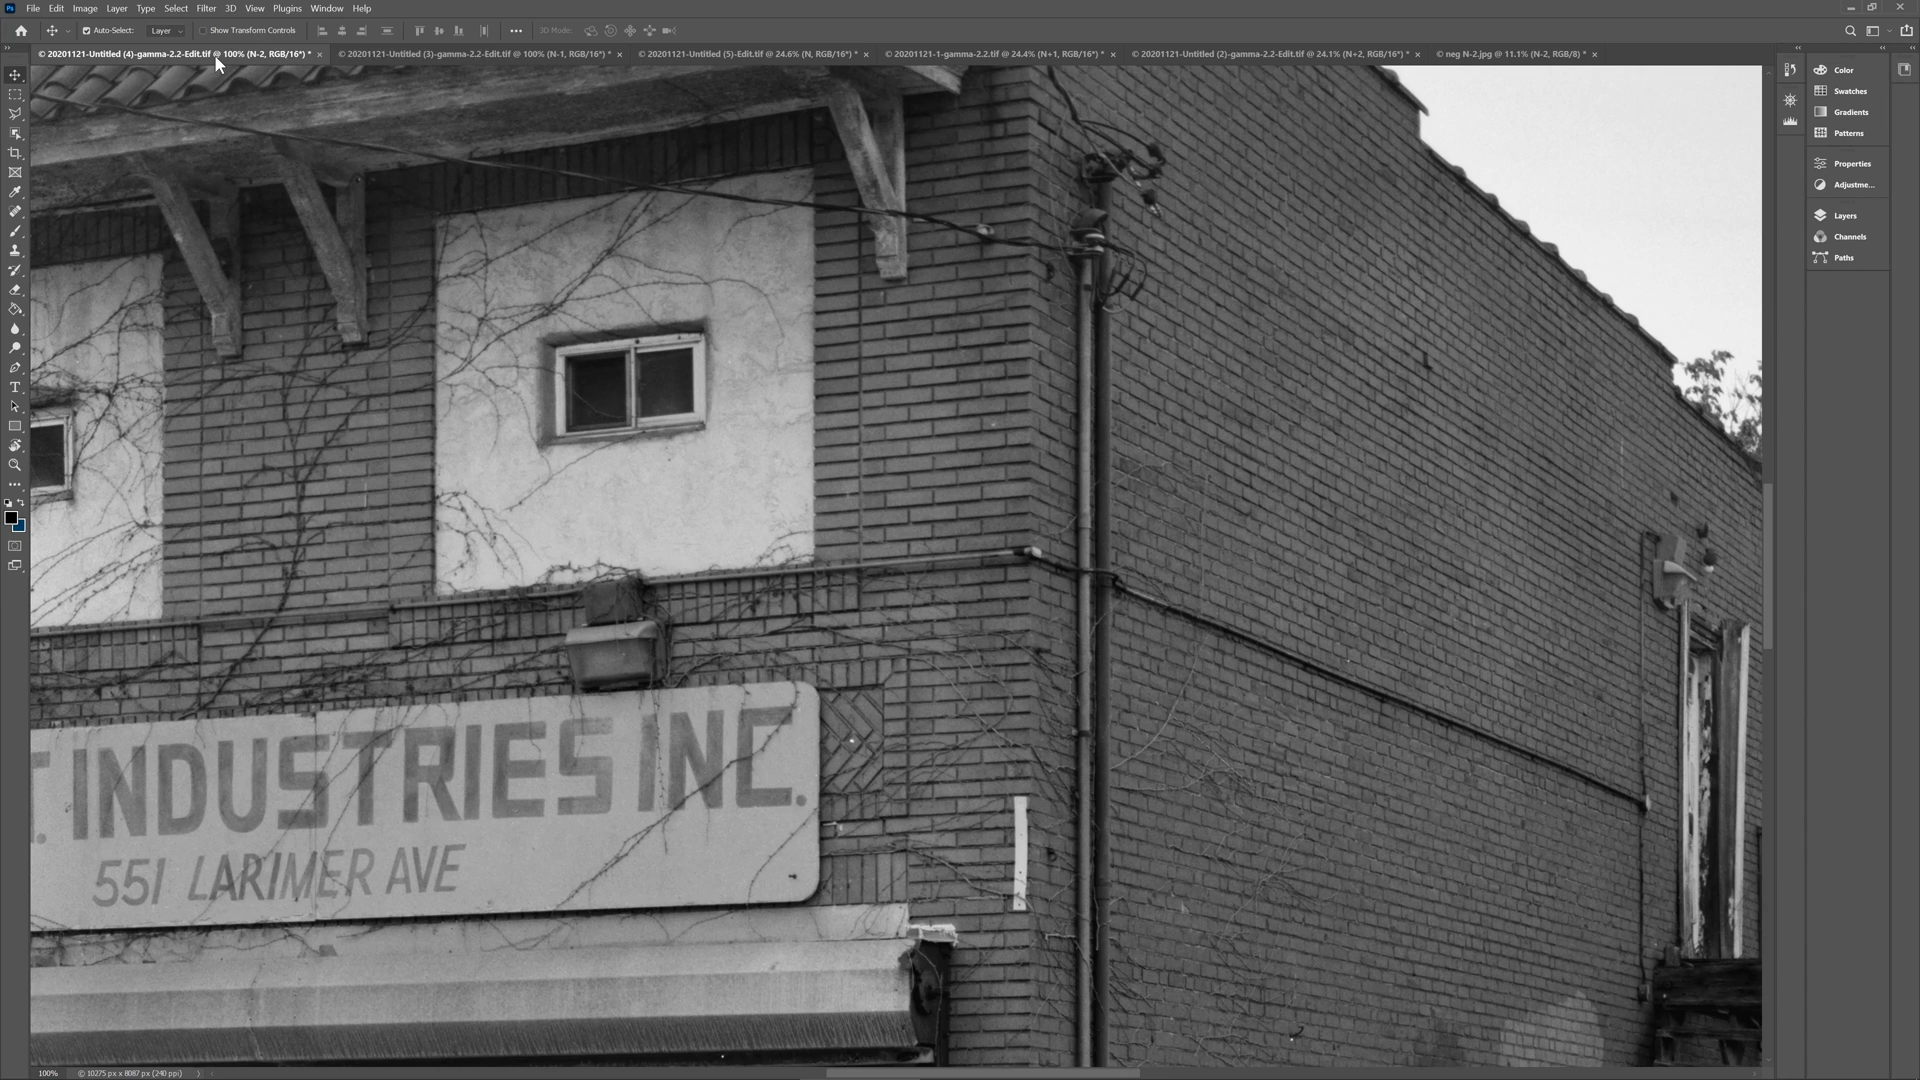 Ps File Edit Image Layer Type Select Filter 3D View Plugins Window Help
Auto-Select: Layer Show Transform Controls 3D Mode:
© 20201121-Untitled (4)-gamma-2.2-Edit.tif @ 100% (N-2, RGB/16*) * × © 20201121-Untitled (3)-gamma-2.2-Edit.tif @ 100% (N-1, RGB/16*) * × © 20201121-Untitled (5)-Edit.tif @ 24.6% (N, RGB/16*) * × © 20201121-1-gamma-2.2.tif @ 24.4% (N+1, RGB/16*) * × © 20201121-Untitled (2)-gamma-2.2-Edit.tif @ 24.1% (N+2, RGB/16*) * × © neg N-2.jpg @ 11.1% (N-2, RGB/8) * ×
Color
Swatches
Gradients
Patterns
Properties
Adjustme...
Layers
Channels
Paths
T. INDUSTRIES INC.
551 LARIMER AVE
100% © 10275 px x 8087 px (240 ppi)